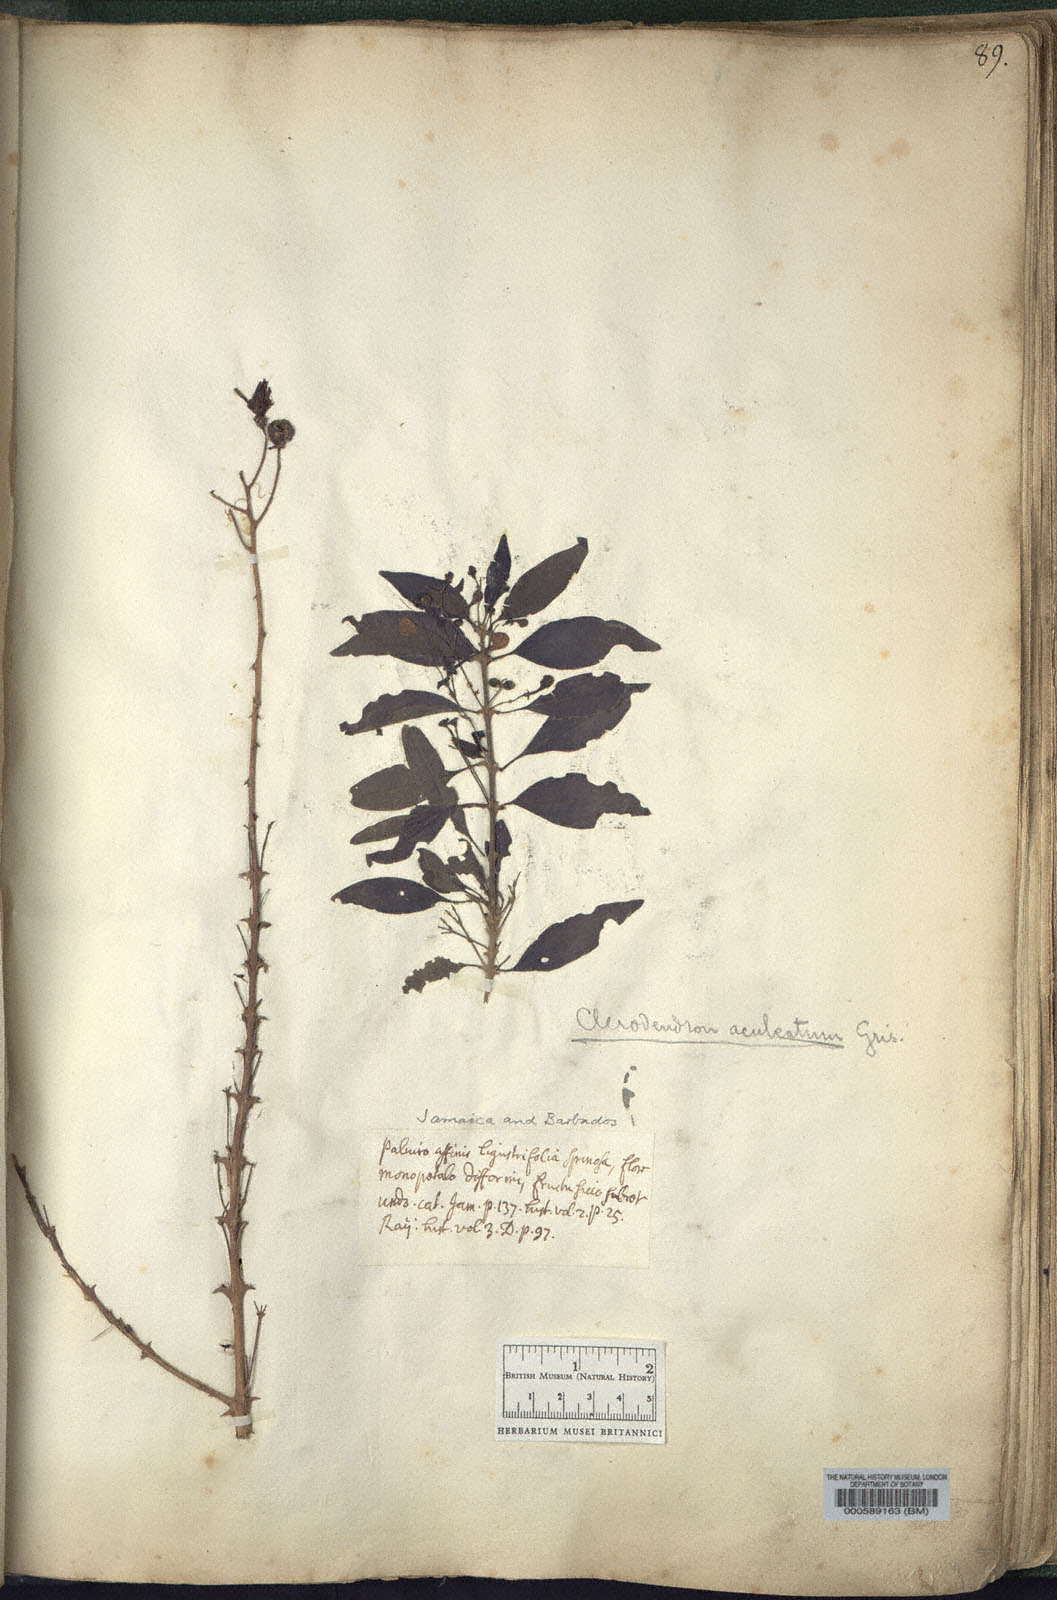 89.
Clerodendron aculeatum Gris.
Jamaica and Barbados
Paliuro affinis ligustrifolia spinosa, flore
monopetalo difformi, fructu sicco subrot
undo. cat. Jam. p. 137. hist. vol. 2. p. 25.
Raij. hist. vol. 3. D. p. 97.
1 2
BRITISH MUSEUM (NATURAL HISTORY)
1 2 3 4 5
HERBARIUM MUSEI BRITANNICI
THE NATURAL HISTORY MUSEUM, LONDON
DEPARTMENT OF BOTANY
000589163 (BM)